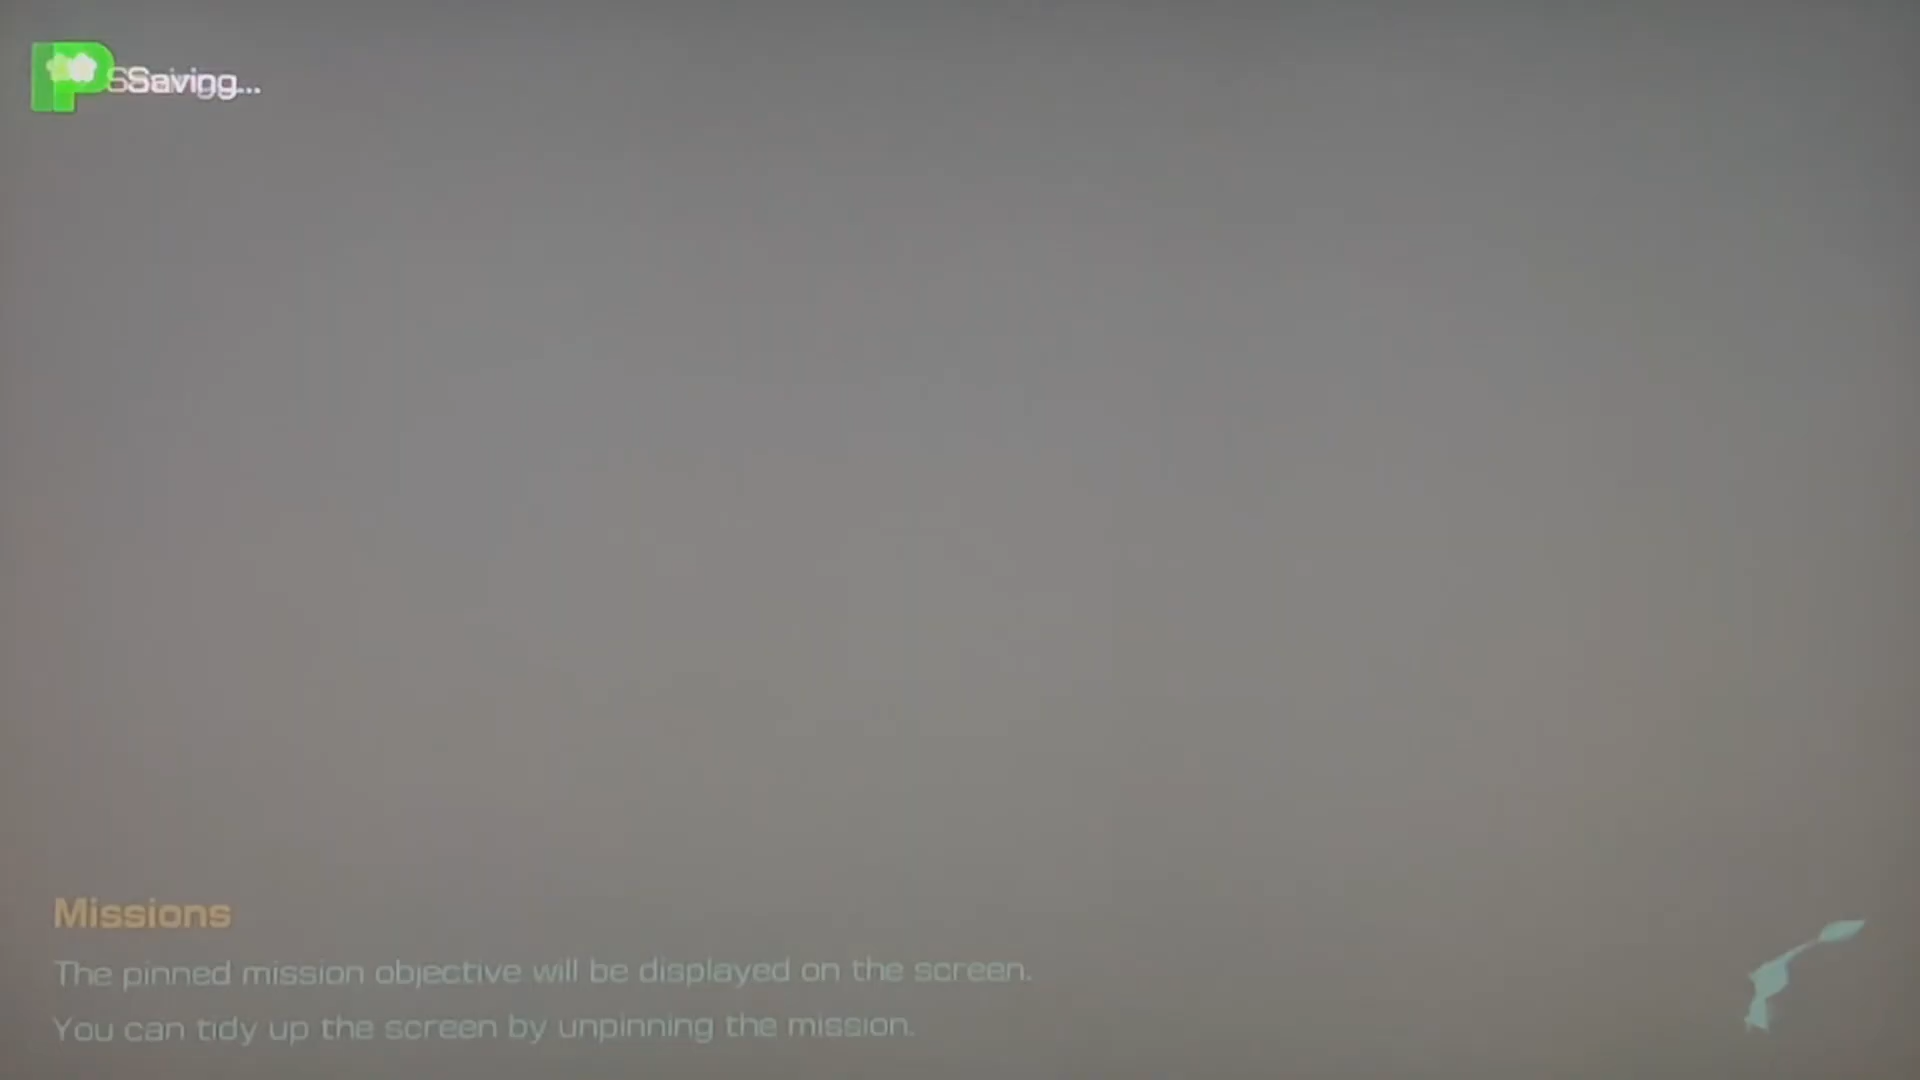 P Saving...
Missions
The pinned mission objective will be displayed on the screen.
You can tidy up the screen by unpinning the mission.